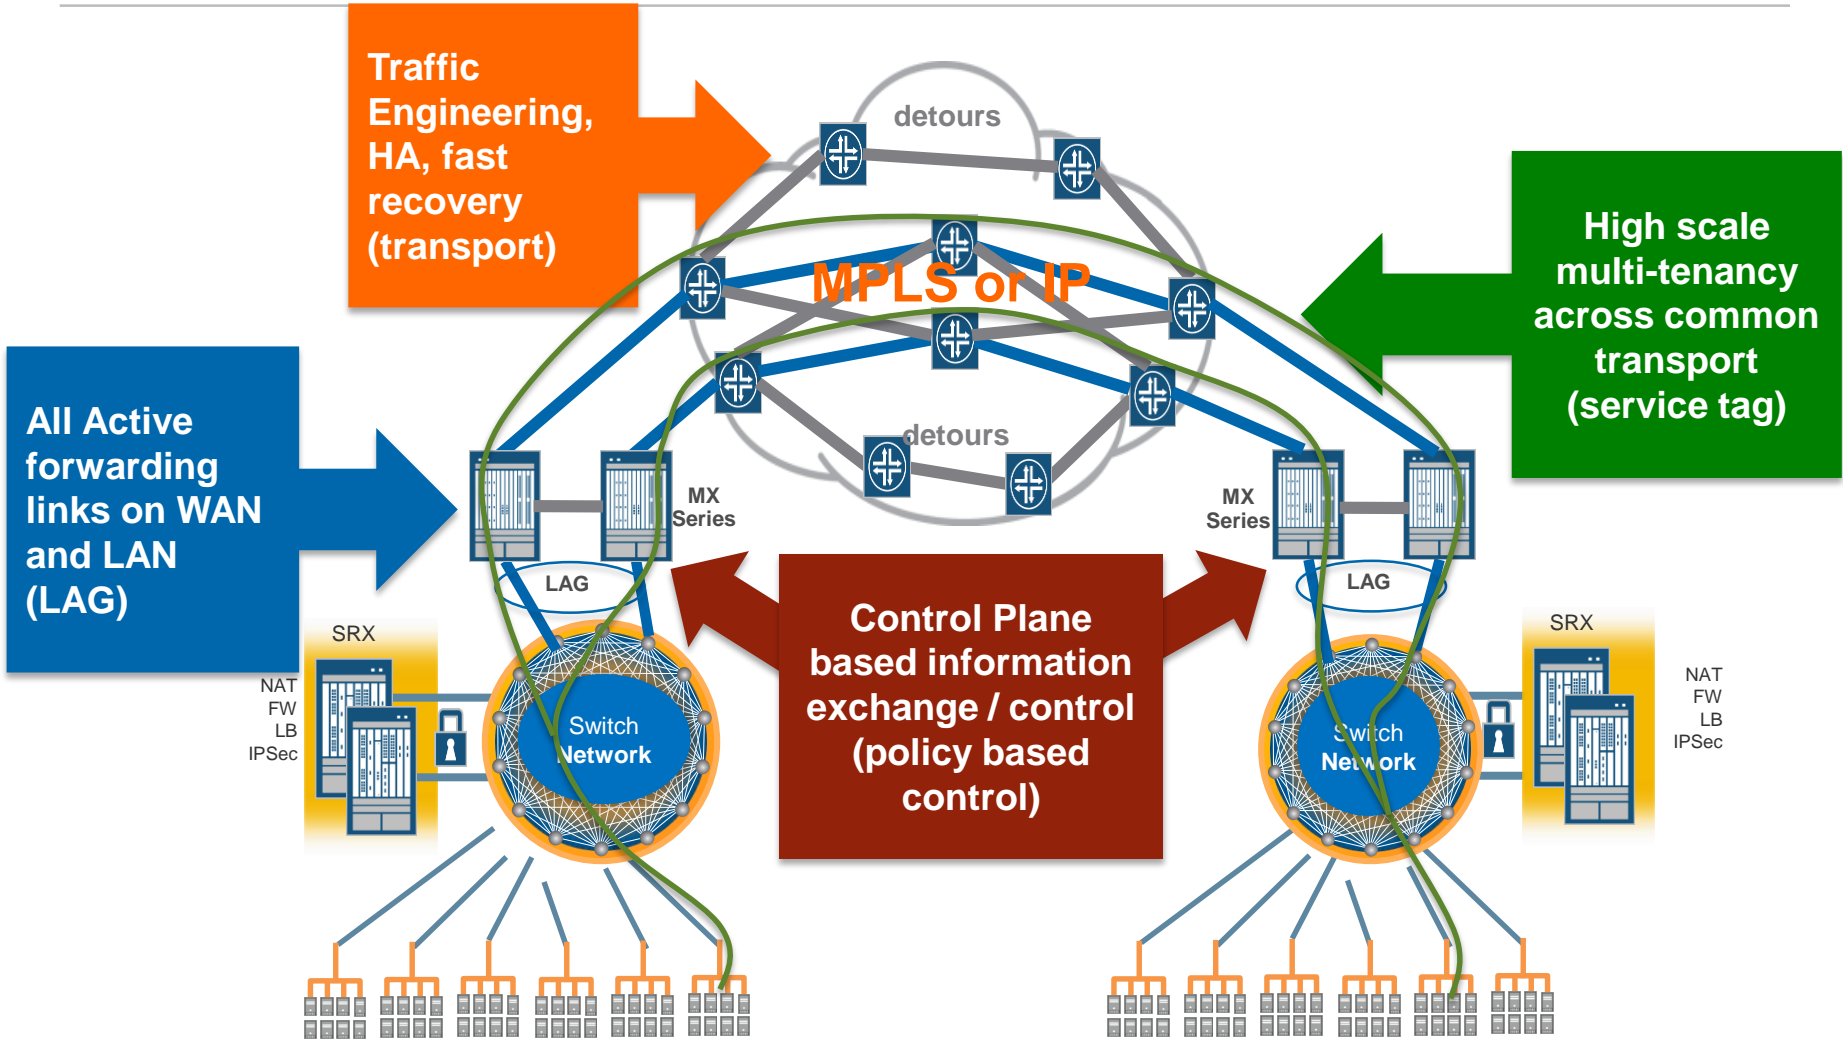 Traffic
Engineering,
HA, fast
recovery
(transport)
detours
MPLS or IP
detours
High scale
multi-tenancy
across common
transport
(service tag)
All Active
forwarding
links on WAN
and LAN
(LAG)
MX
Series
MX
Series
LAG
LAG
Control Plane
based information
exchange / control
(policy based
control)
SRX
NAT
FW
LB
IPSec
Switch
Network
Switch
Network
SRX
NAT
FW
LB
IPSec